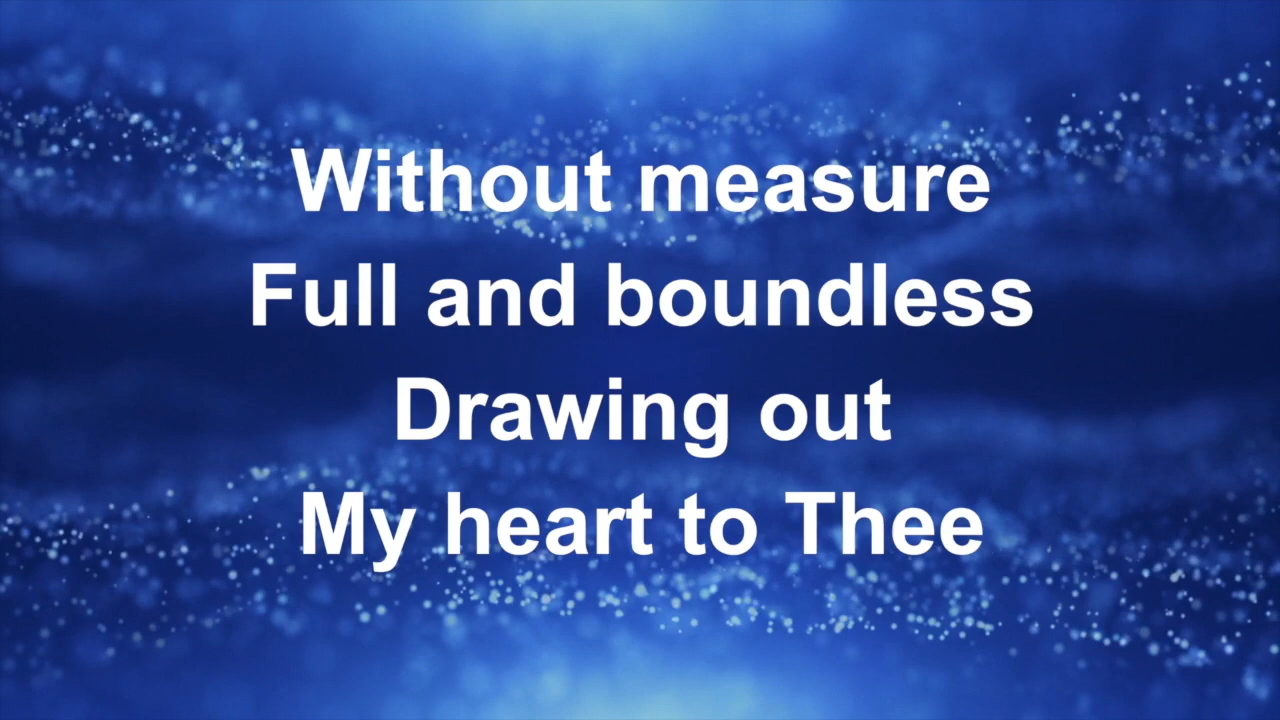 Without measure
Full and boundless
Drawing out
My heart to Thee